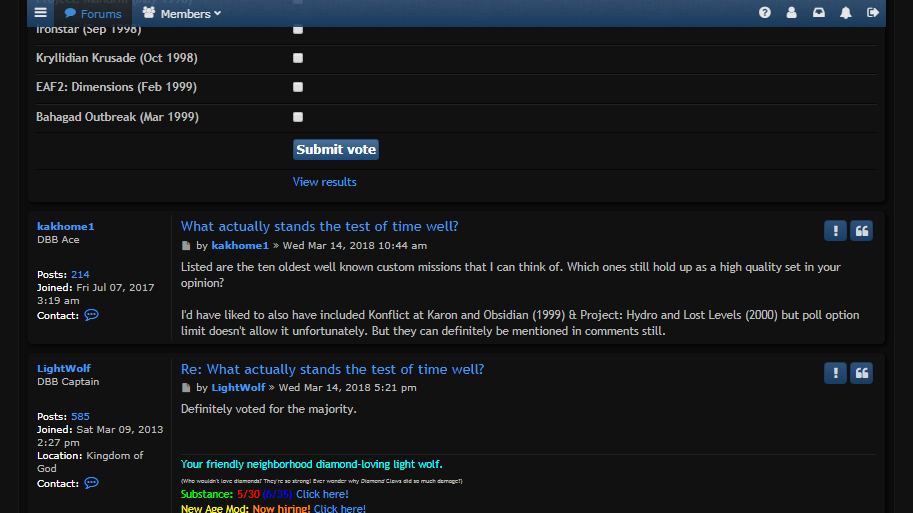 Forums Members
Ironstar (Sep 1998)
Kryllidian Krusade (Oct 1998)
EAF2: Dimensions (Feb 1999)
Bahagad Outbreak (Mar 1999)
Submit vote
View results
kakhome1
DBB Ace
Posts: 214
Joined: Fri Jul 07, 2017
3:19 am
Contact:
What actually stands the test of time well?
by kakhome1 » Wed Mar 14, 2018 10:44 am
Listed are the ten oldest well known custom missions that I can think of. Which ones still hold up as a high quality set in your
opinion?
I'd have liked to also have included Konflict at Karon and Obsidian (1999) & Project: Hydro and Lost Levels (2000) but poll option
limit doesn't allow it unfortunately. But they can definitely be mentioned in comments still.
LightWolf
DBB Captain
Posts: 585
Joined: Sat Mar 09, 2013
2:27 pm
Location: Kingdom of
God
Contact:
Re: What actually stands the test of time well?
by LightWolf » Wed Mar 14, 2018 5:21 pm
Definitely voted for the majority.
Your friendly neighborhood diamond-loving light wolf.
(Who wouldn't love diamonds? They're so strong! Ever wonder why Diamond Claws did so much damage?)
Substance: 5/30 (6/25) Click here!
New Age Mod: Now hiring! Click here!